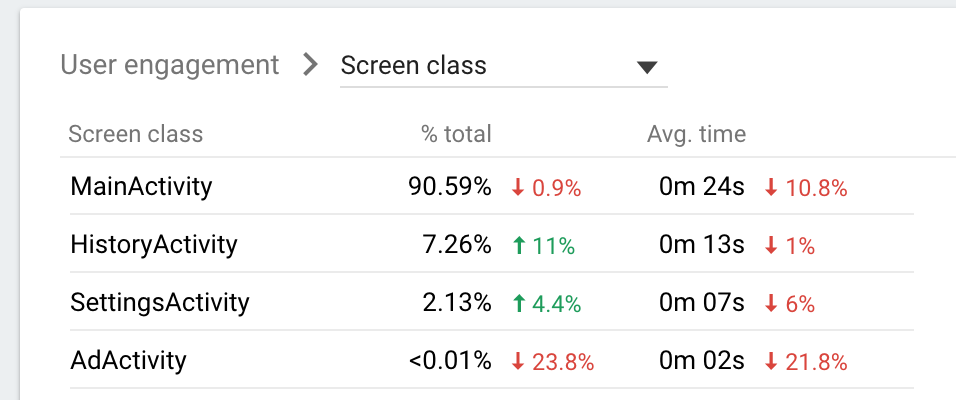 User engagement > Screen class
Screen class % total Avg. time
MainActivity 90.59% ↓ 0.9% 0m 24s ↓ 10.8%
HistoryActivity 7.26% ↑ 11% 0m 13s ↓ 1%
SettingsActivity 2.13% ↑ 4.4% 0m 07s ↓ 6%
AdActivity <0.01% ↓ 23.8% 0m 02s ↓ 21.8%